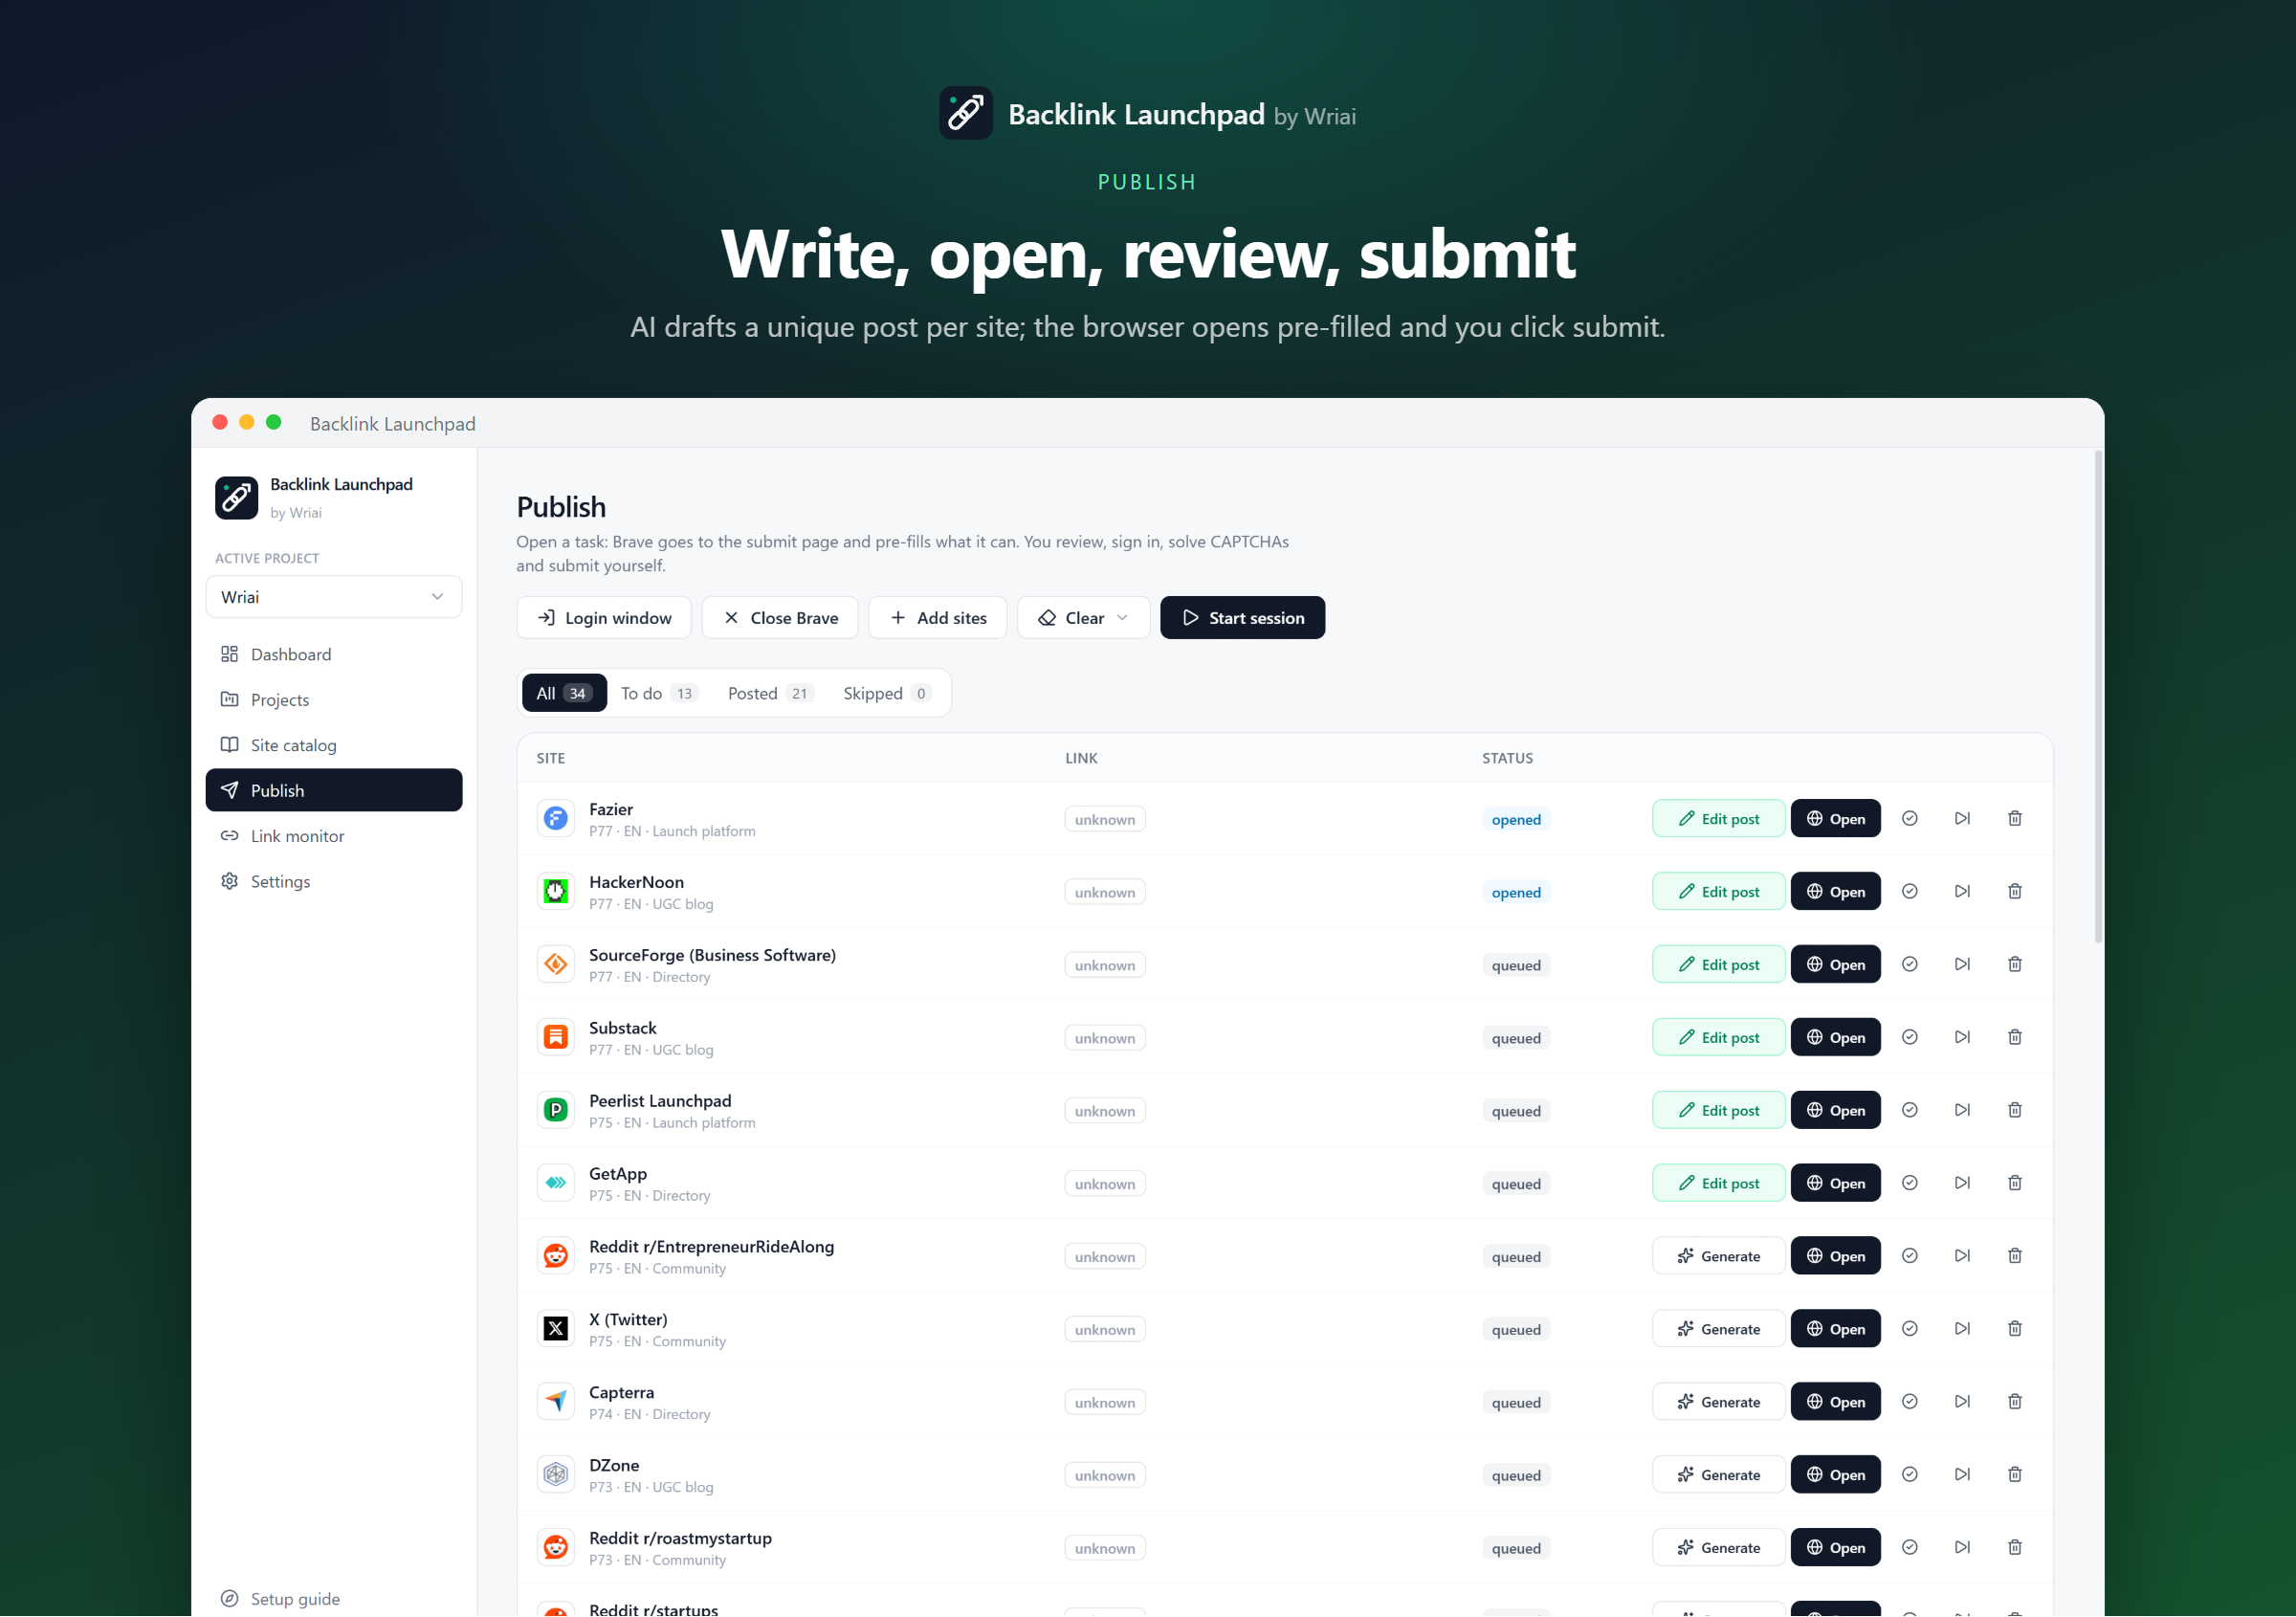 Backlink Launchpad by Wriai
PUBLISH
Write, open, review, submit
AI drafts a unique post per site; the browser opens pre-filled and you click submit.
Backlink Launchpad
Backlink Launchpad
by Wriai
ACTIVE PROJECT
Wriai
Dashboard
Projects
Site catalog
Publish
Link monitor
Settings
Setup guide
Publish
Open a task: Brave goes to the submit page and pre-fills what it can. You review, sign in, solve CAPTCHAs
and submit yourself.
Login window Close Brave Add sites Clear Start session
All 34 To do 13 Posted 21 Skipped 0
SITE LINK STATUS
Fazier
P77 · EN · Launch platform
unknown opened Edit post Open
HackerNoon
P77 · EN · UGC blog
unknown opened Edit post Open
SourceForge (Business Software)
P77 · EN · Directory
unknown queued Edit post Open
Substack
P77 · EN · UGC blog
unknown queued Edit post Open
Peerlist Launchpad
P75 · EN · Launch platform
unknown queued Edit post Open
GetApp
P75 · EN · Directory
unknown queued Edit post Open
Reddit r/EntrepreneurRideAlong
P75 · EN · Community
unknown queued Generate Open
X (Twitter)
P75 · EN · Community
unknown queued Generate Open
Capterra
P74 · EN · Directory
unknown queued Generate Open
DZone
P73 · EN · UGC blog
unknown queued Generate Open
Reddit r/roastmystartup
P73 · EN · Community
unknown queued Generate Open
Reddit r/startups